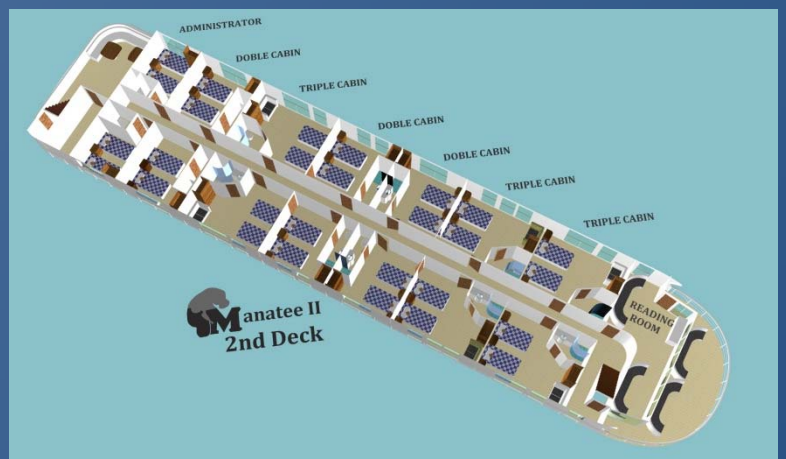 ADMINISTRATOR
DOBLE CABIN
TRIPLE CABIN
DOBLE CABIN
DOBLE CABIN
TRIPLE CABIN
TRIPLE CABIN
READING
ROOM
Manatee II
2nd Deck